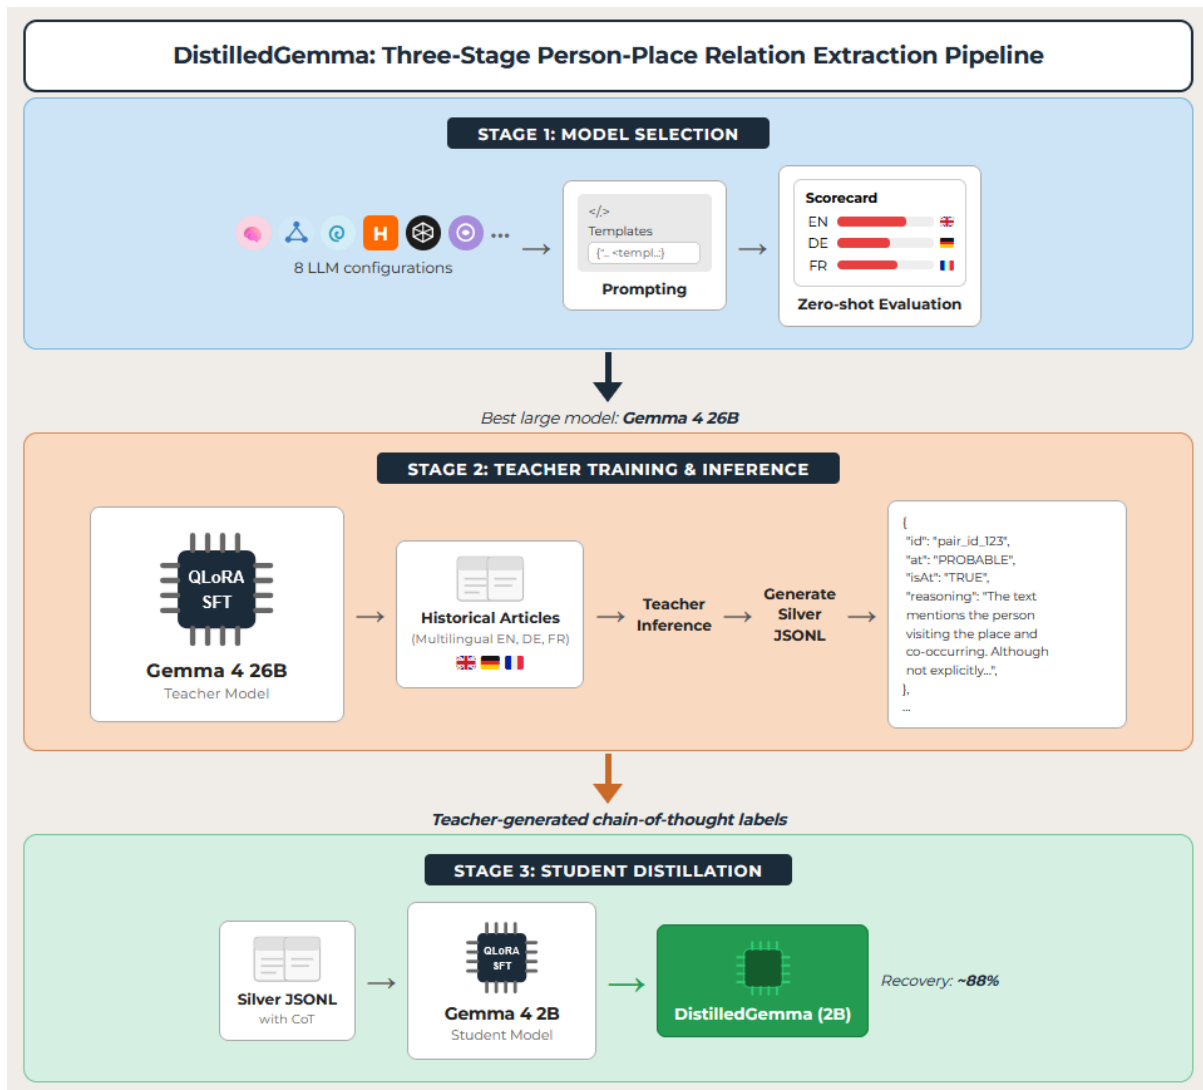 DistilledGemma: Three-Stage Person-Place Relation Extraction Pipeline
STAGE 1: MODEL SELECTION
H
8 LLM configurations
</.>
Templates
{"... <templ...:}
Prompting
Scorecard
EN
DE
FR
Zero-shot Evaluation
Best large model: Gemma 4 26B
STAGE 2: TEACHER TRAINING & INFERENCE
QLoRA
SFT
Gemma 4 26B
Teacher Model
Historical Articles
(Multilingual EN, DE, FR)
Teacher
Inference
Generate
Silver
JSONL
{
"id": "pair_id_123",
"at": "PROBABLE",
"isAt": "TRUE",
"reasoning": "The text
mentions the person
visiting the place and
co-occurring. Although
not explicitly...",
},
...
Teacher-generated chain-of-thought labels
STAGE 3: STUDENT DISTILLATION
Silver JSONL
with CoT
QLoRA
SFT
Gemma 4 2B
Student Model
DistilledGemma (2B)
Recovery: ~88%